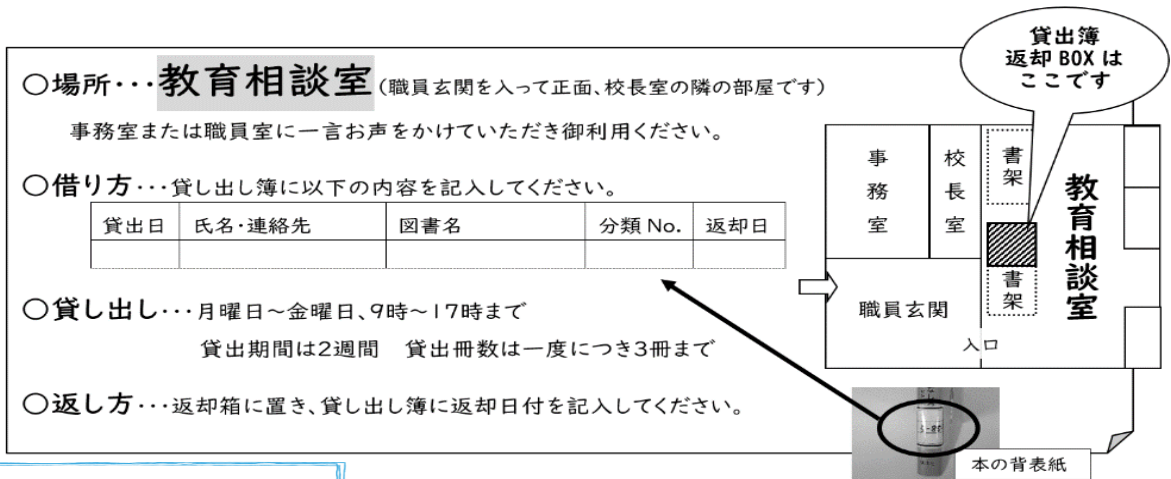 ○場所・・・教育相談室(職員玄関を入って正面、校長室の隣の部屋です)
事務室または職員室に一言お声をかけていただき御利用ください。
○借り方・・・貸し出し簿に以下の内容を記入してください。
貸出日 氏名・連絡先 図書名 分類 No. 返却日
○貸し出し・・・月曜日~金曜日、9時~17時まで
貸出期間は2週間 貸出冊数は一度につき3冊まで
○返し方・・・返却箱に置き、貸し出し簿に返却日付を記入してください。
貸出簿
返却 BOX は
ここです
事務室
校長室
書架
教育相談室
書架
職員玄関
入口
本の背表紙